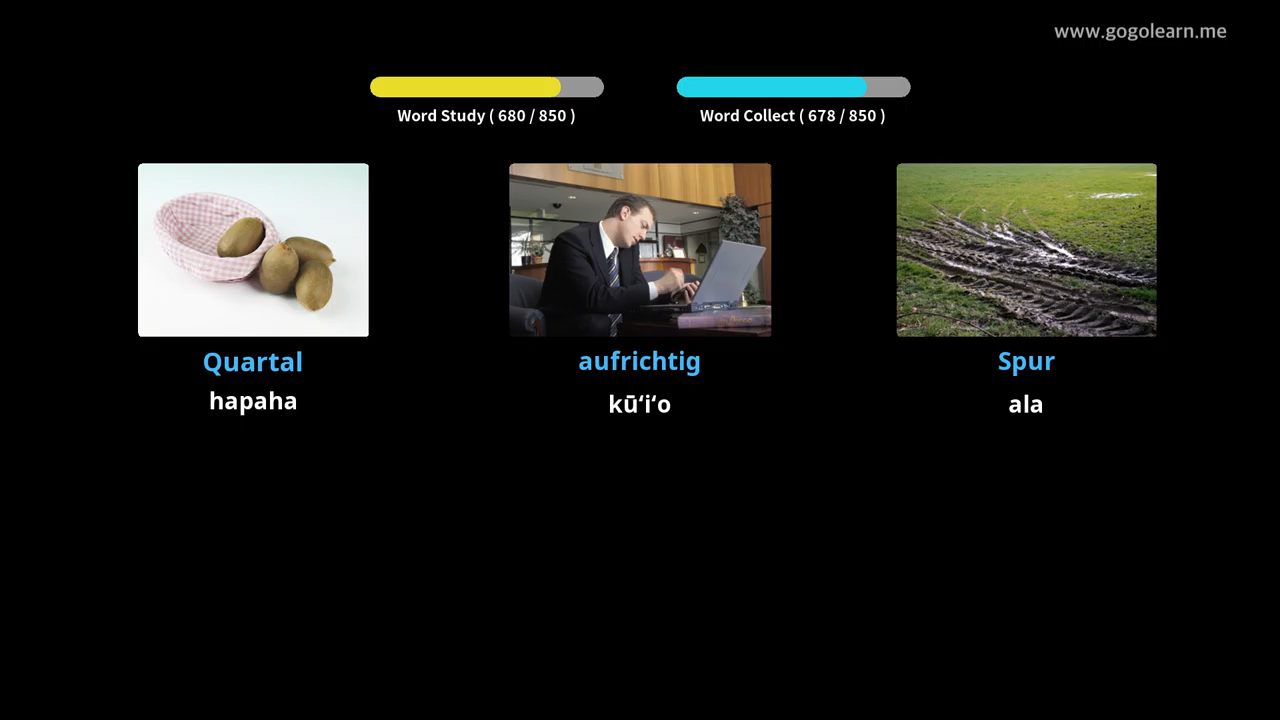 www.gogolearn.me
Word Study ( 680 / 850 )
Word Collect ( 678 / 850 )
Quartal
aufrichtig
Spur
hapaha
kūʻiʻo
ala